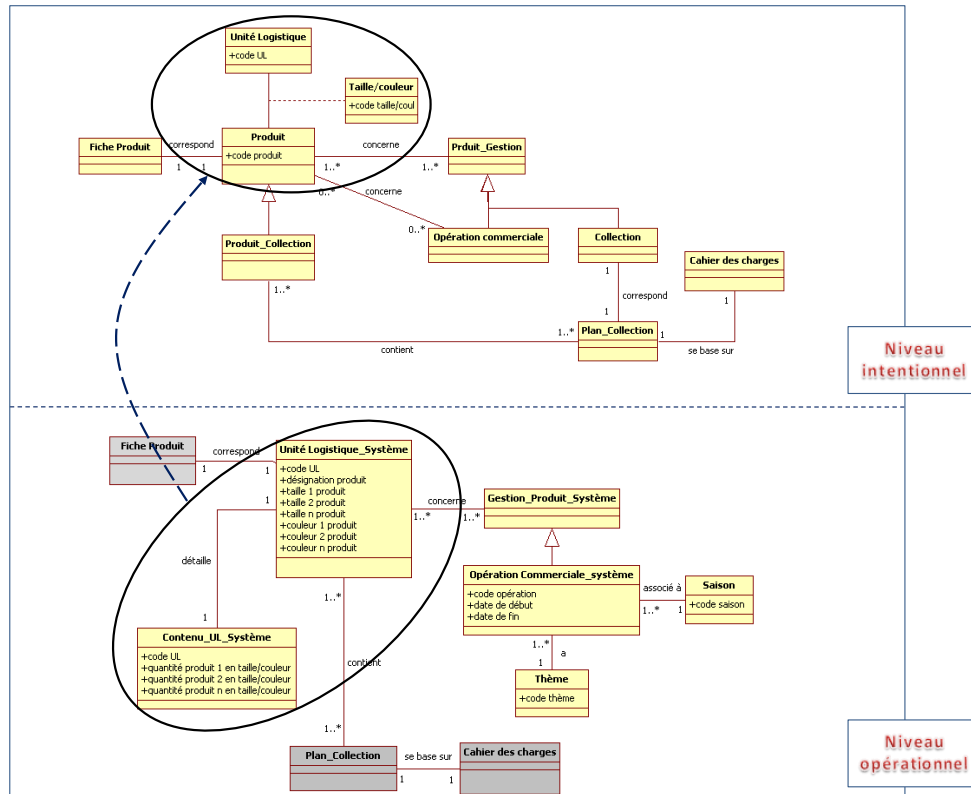 Unité Logistique
+code UL
Taille/couleur
+code taille/coul
Produit
+code produit
Fiche Produit
correspond
1
1
concerne
1..*
1..*
Prduit_Gestion
concerne
0..*
0..*
Produit_Collection
Opération commerciale
Collection
Cahier des charges
1
1
correspond
1..*
1
1..*
Plan_Collection
1
contient
se base sur
Niveau
intentionnel
Fiche Produit
correspond
1
1
Unité Logistique_Système
+code UL
+désignation produit
+taille 1 produit
+taille 2 produit
+taille n produit
+couleur 1 produit
+couleur 2 produit
+couleur n produit
1
concerne
1..*
1..*
Gestion_Produit_Système
détaille
Opération Commerciale_système
+code opération
+date de début
+date de fin
associé à
1..*
1
Saison
+code saison
1..*
1
Contenu_UL_Système
+code UL
+quantité produit 1 en taille/couleur
+quantité produit 2 en taille/couleur
+quantité produit n en taille/couleur
1..*
a
1
contient
Thème
+code thème
1..*
Plan_Collection
se base sur
1
1
Cahier des charges
Niveau
opérationnel